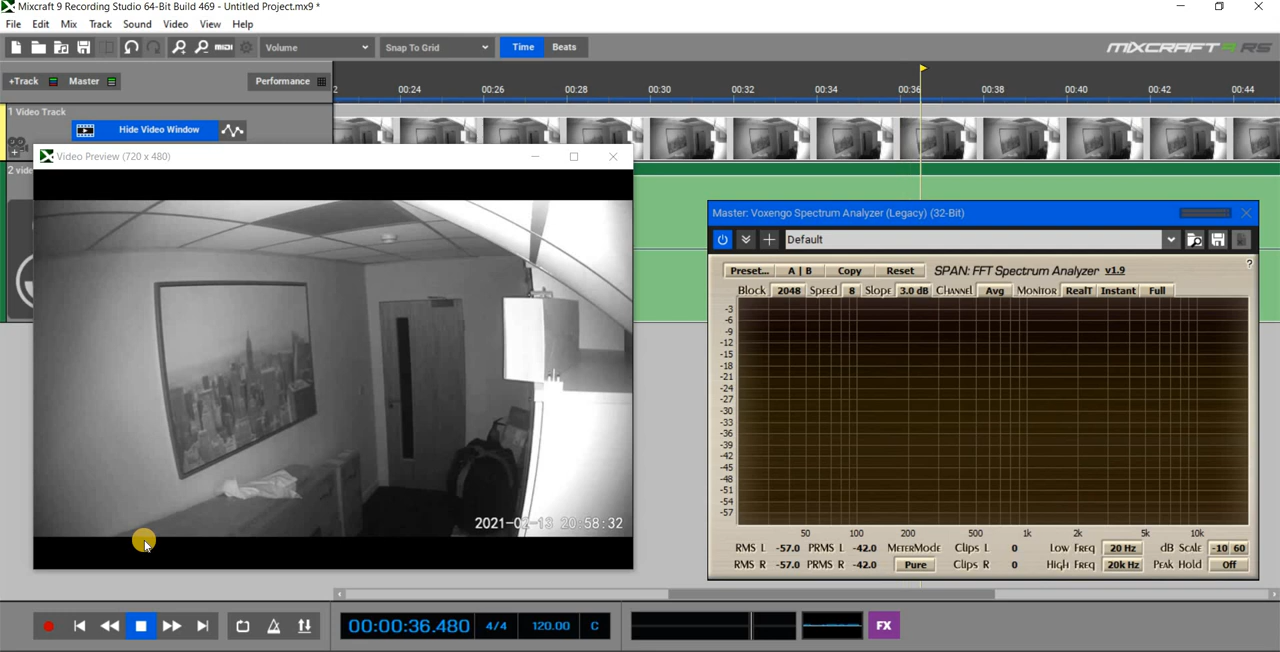 Mixcraft 9 Recording Studio 64-Bit Build 469 - Untitled Project.mx9 *
File Edit Mix Track Sound Video View Help
MIDI Volume Snap To Grid Time Beats MIXCRAFT 9 RS
+Track Master Performance
2 00:24 00:26 00:28 00:30 00:32 00:34 00:36 00:38 00:40 00:42 00:44
1 Video Track
Hide Video Window
Video Preview (720 x 480)
2 vide
Master: Voxengo Spectrum Analyzer (Legacy) (32-Bit)
Default
Preset... A | B Copy Reset SPAN: FFT Spectrum Analyzer v1.9 ?
Block 2048 Speed 8 Slope 3.0 dB Channel Avg Monitor RealT Instant Full
-3
-6
-9
-12
-15
-18
-21
-24
-27
-30
-33
-36
-39
-42
-45
-48
-51
-54
-57
50 100 200 500 1k 2k 5k 10k
RMS L -57.0 PRMS L -42.0 MeterMode Clips L 0 Low Freq 20 Hz dB Scale -10 60
RMS R -57.0 PRMS R -42.0 Pure Clips R 0 High Freq 20k Hz Peak Hold Off
2021-02-13 20:58:32
00:00:36.480 4/4 120.00 C FX